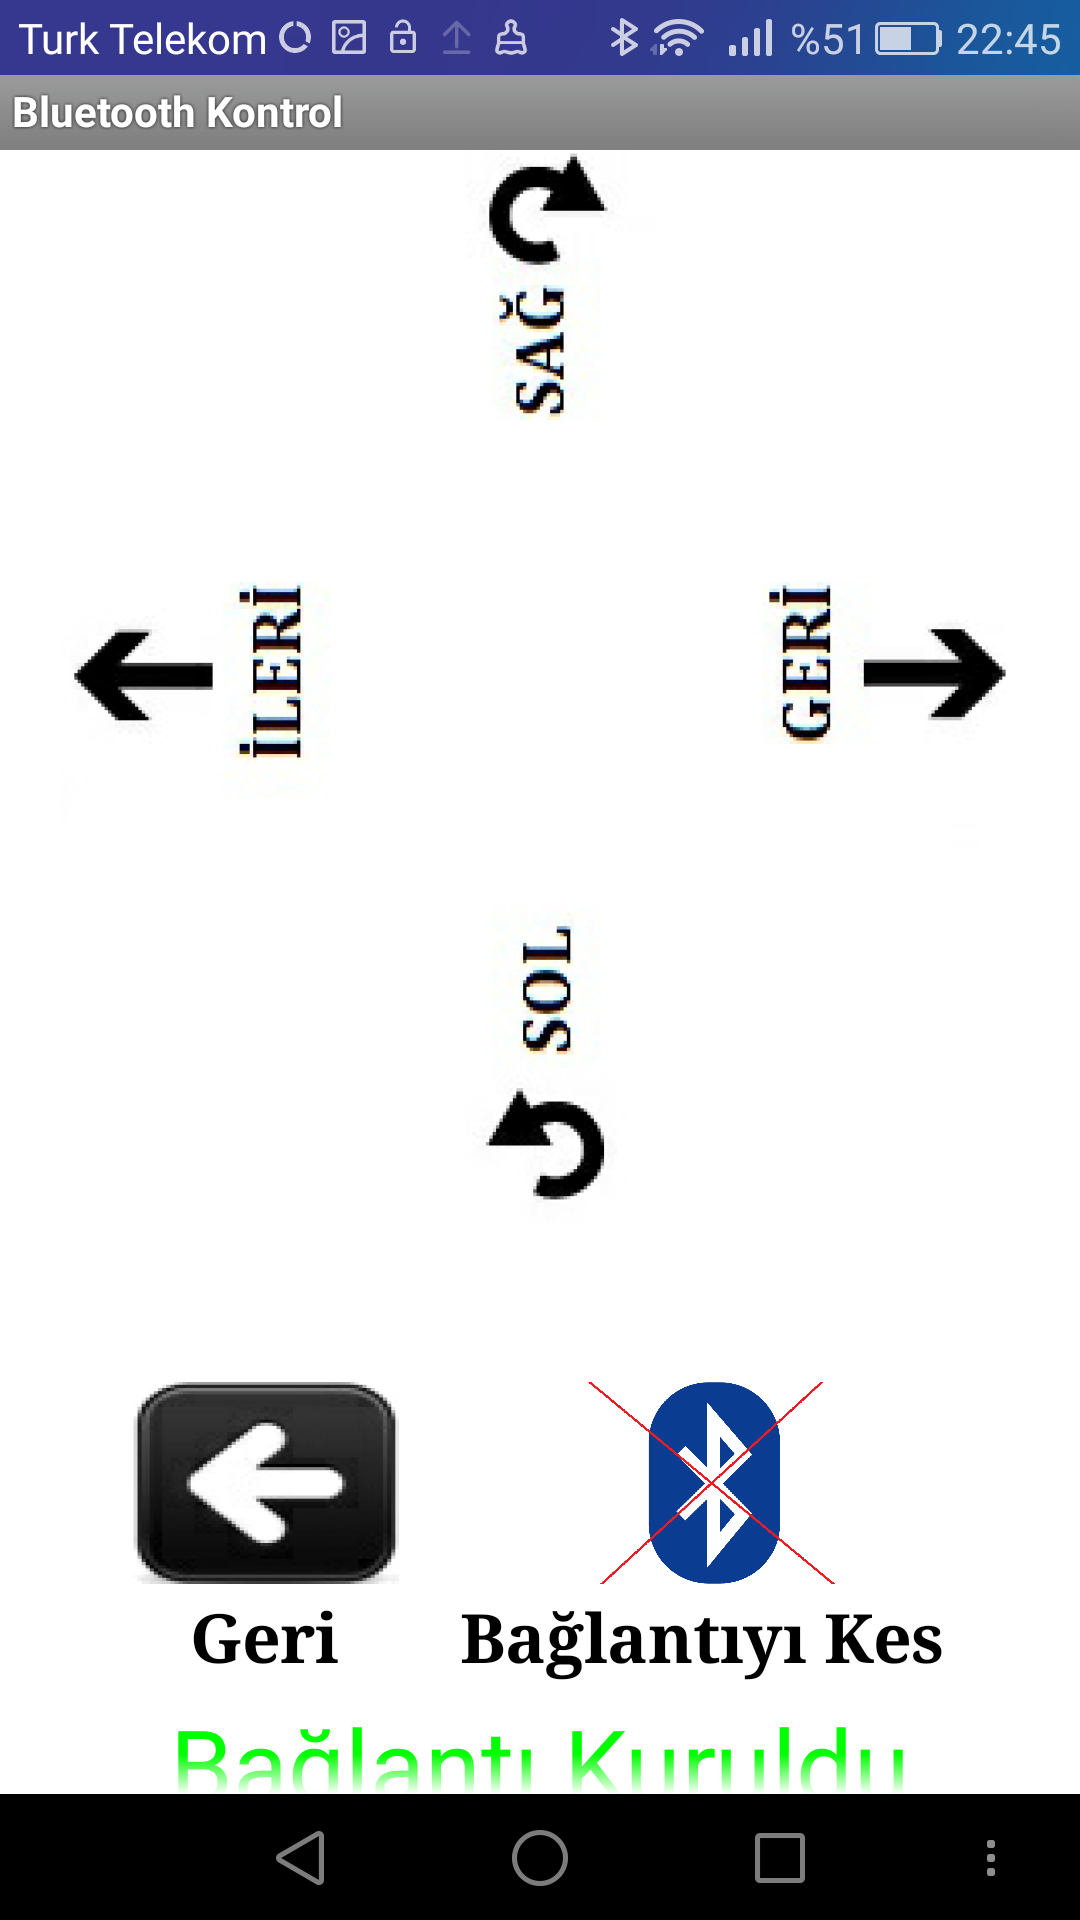 Turk Telekom %51 22:45
Bluetooth Kontrol
SAĞ
İLERİ
GERİ
SOL
Geri
Bağlantıyı Kes
Bağlantı Kuruldu